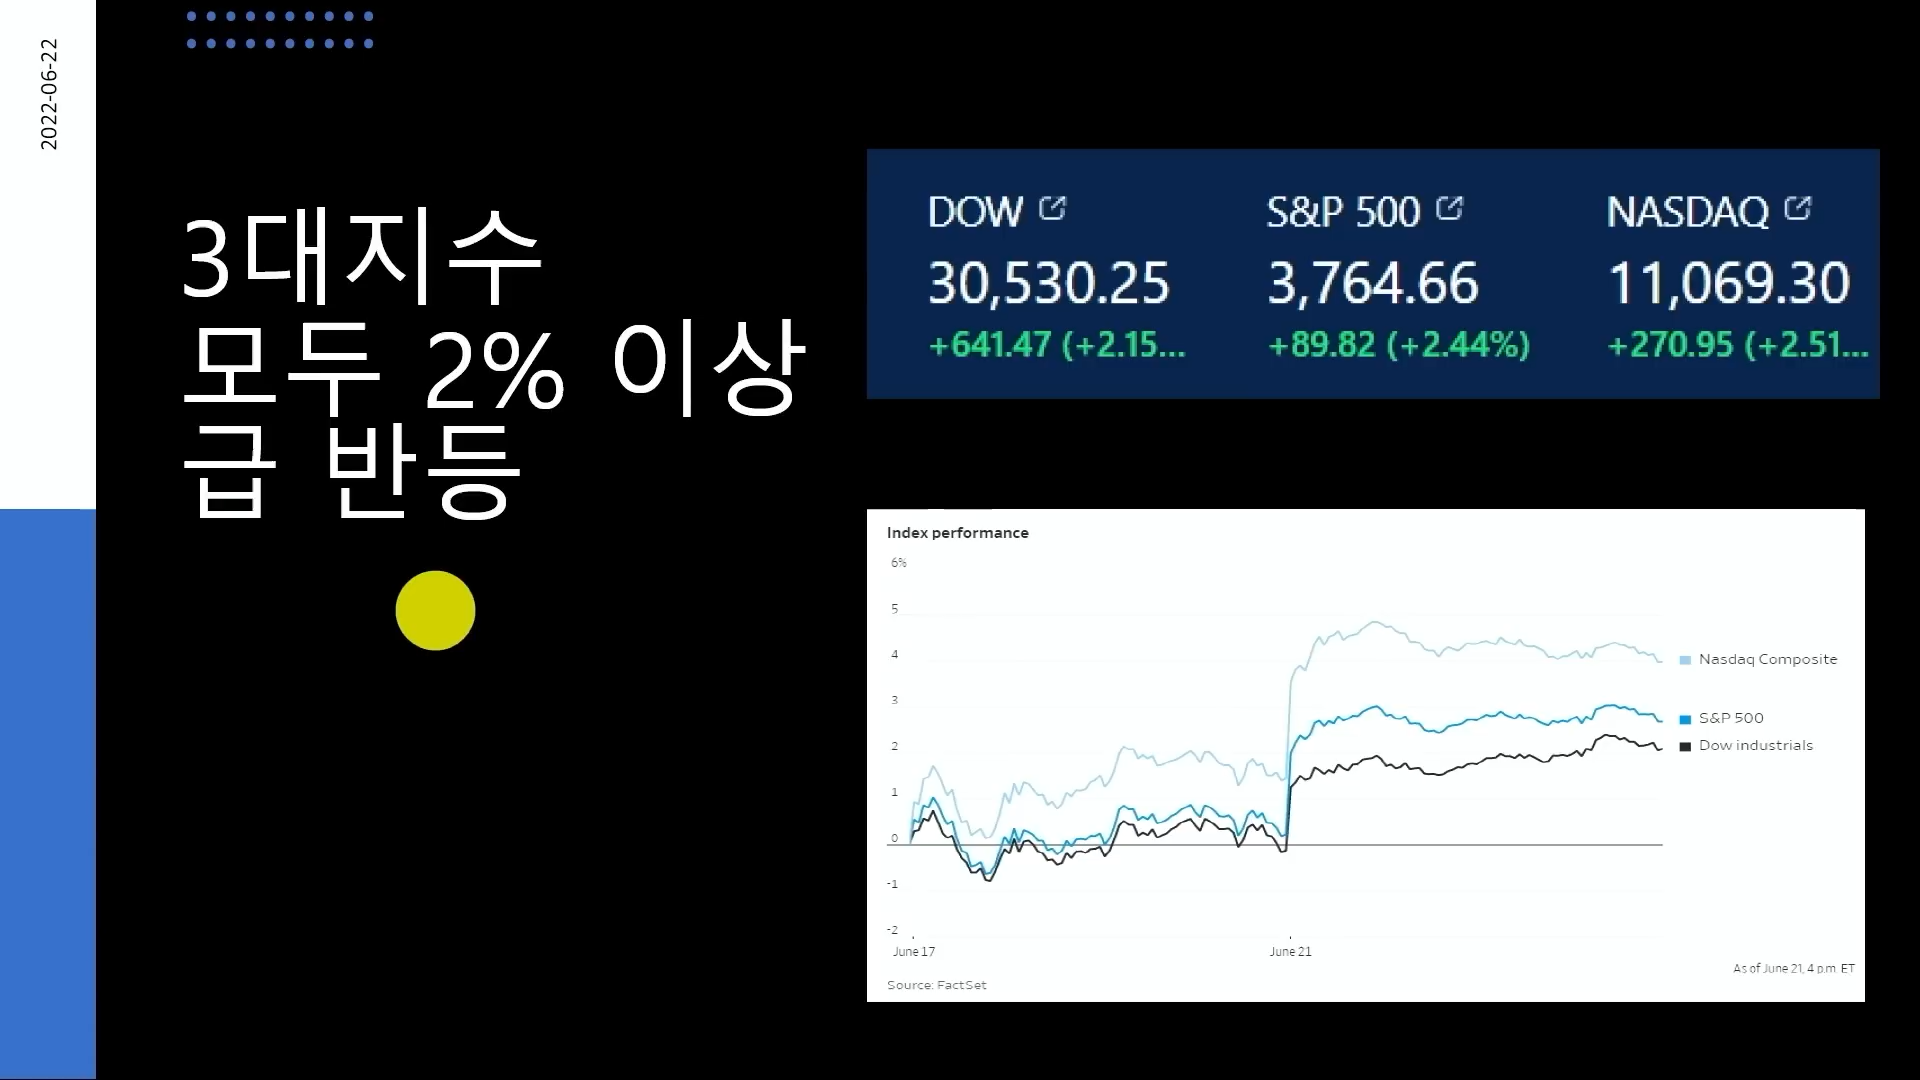 2022-06-22
3대지수
모두 2% 이상
급 반등
DOW
30,530.25
+641.47 (+2.15...
S&P 500
3,764.66
+89.82 (+2.44%)
NASDAQ
11,069.30
+270.95 (+2.51...
Index performance
6%
5
4
3
2
1
0
-1
-2
June 17
June 21
Nasdaq Composite
S&P 500
Dow industrials
As of June 21, 4 p.m. ET
Source: FactSet